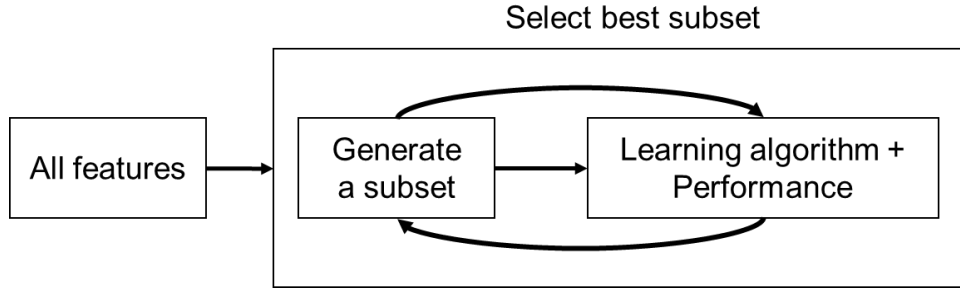 Select best subset
All features
Generate
a subset
Learning algorithm +
Performance